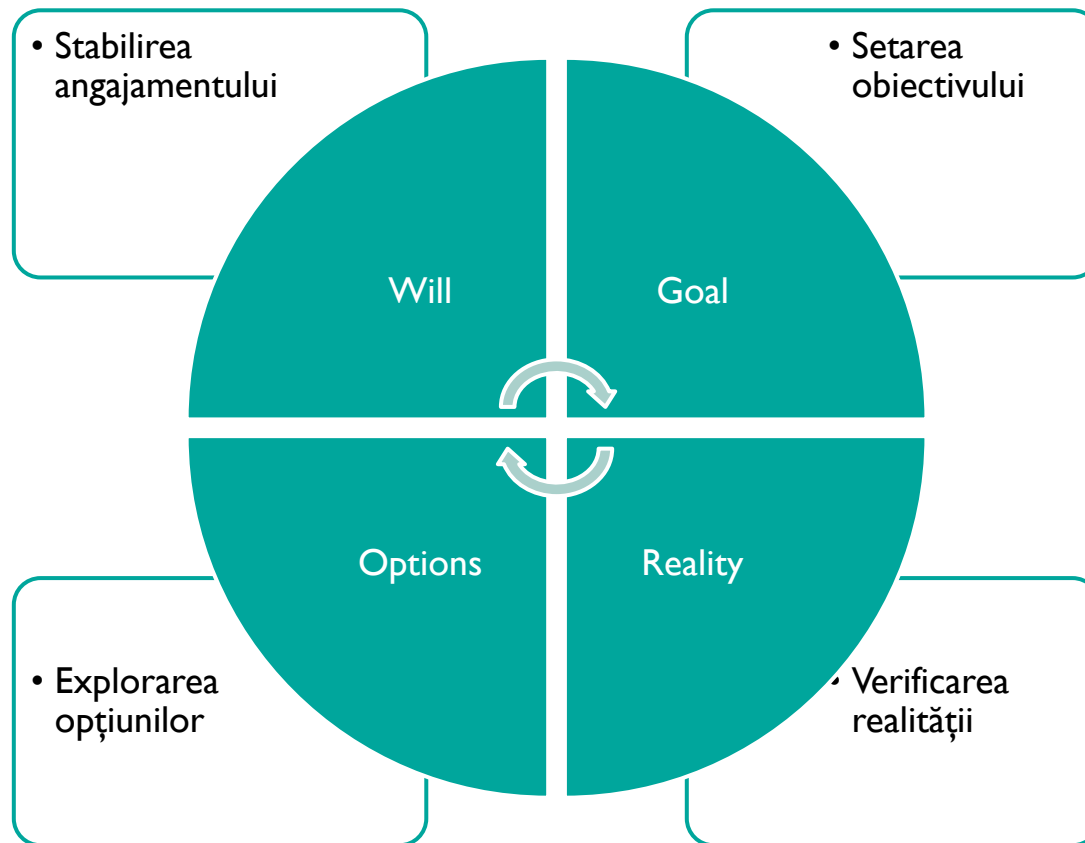 • Stabilirea
angajamentului
• Setarea
obiectivului
Will
Goal
Options
Reality
• Explorarea
opțiunilor
• Verificarea
realității